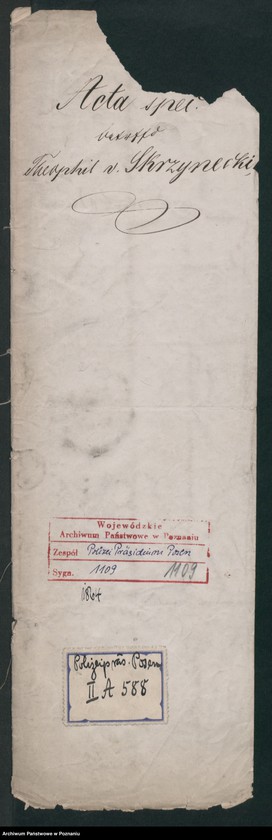 Acta spec.
betreffd
Theophil v. Skrzynecki,
Wojewódzkie
Archiwum Państwowe w Poznaniu
Zespół Polizei Präsidium Posen
Sygn. 1109 1109
1864
Polizeipräs. Posen
II A 588
Archiwum Państwowe w Poznaniu